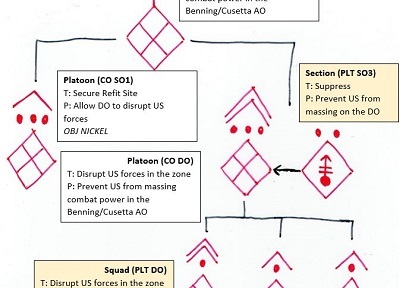 combat power in the
Benning/Cusetta AO
Platoon (CO SO1)
T: Secure Refit Site
P: Allow DO to disrupt US
forces
OBJ NICKEL
Section (PLT SO3)
T: Suppress
P: Prevent US from
massing on the DO
Platoon (CO DO)
T: Disrupt US forces in the zone
P: Prevent US from massing
combat power in the
Benning/Cusetta AO
Squad (PLT DO)
T: Disrupt US forces in the zone